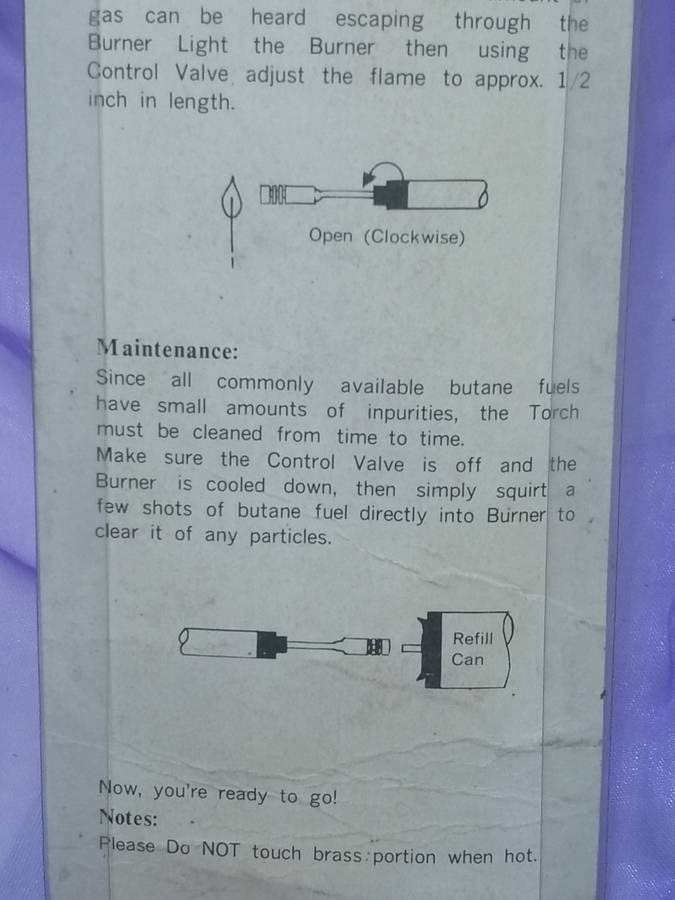 gas can be heard escaping through the
Burner Light the Burner then using the
Control Valve adjust the flame to approx. 1/2
inch in length.
Open (Clockwise)
Maintenance:
Since all commonly available butane fuels
have small amounts of inpurities, the Torch
must be cleaned from time to time.
Make sure the Control Valve is off and the
Burner is cooled down, then simply squirt a
few shots of butane fuel directly into Burner to
clear it of any particles.
Refill
Can
Now, you're ready to go!
Notes:
Please Do NOT touch brass portion when hot.